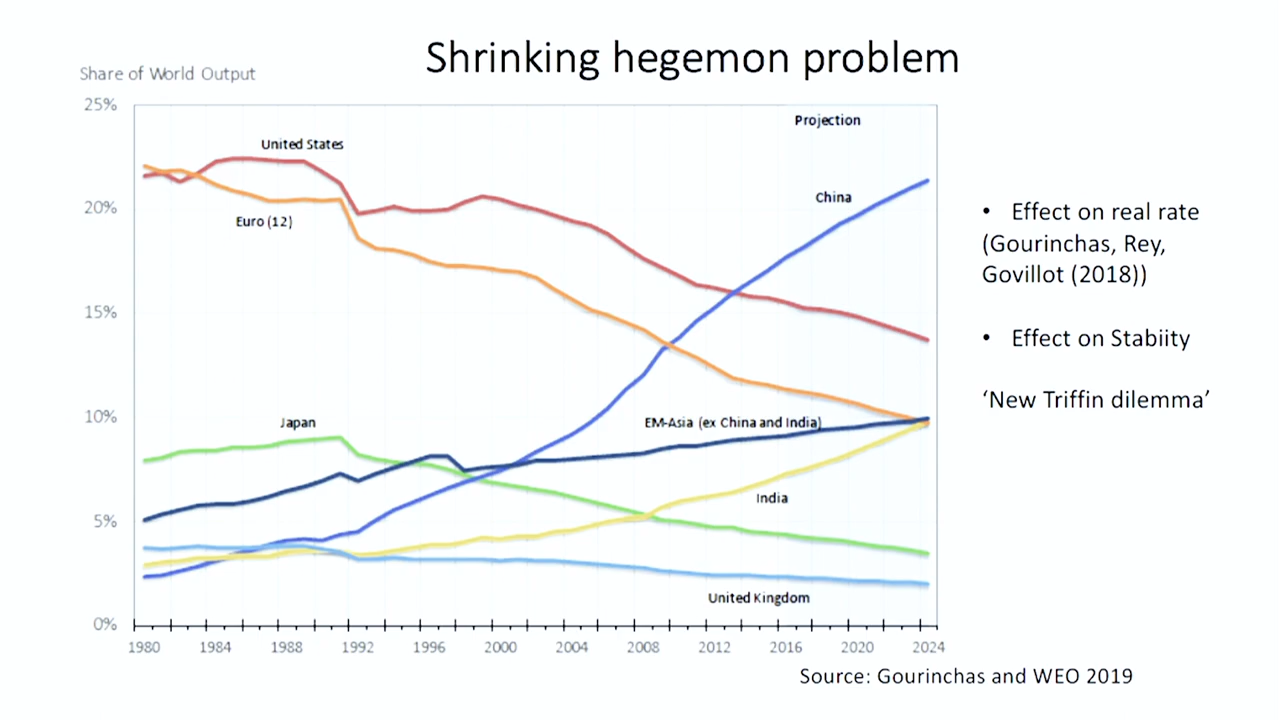 Shrinking hegemon problem
Share of World Output
25%
20%
15%
10%
5%
0%
Projection
United States
China
Euro (12)
Japan
EM-Asia (ex China and India)
India
United Kingdom
1980 1984 1988 1992 1996 2000 2004 2008 2012 2016 2020 2024
• Effect on real rate
(Gourinchas, Rey,
Govillot (2018))
• Effect on Stabiity
‘New Triffin dilemma’
Source: Gourinchas and WEO 2019